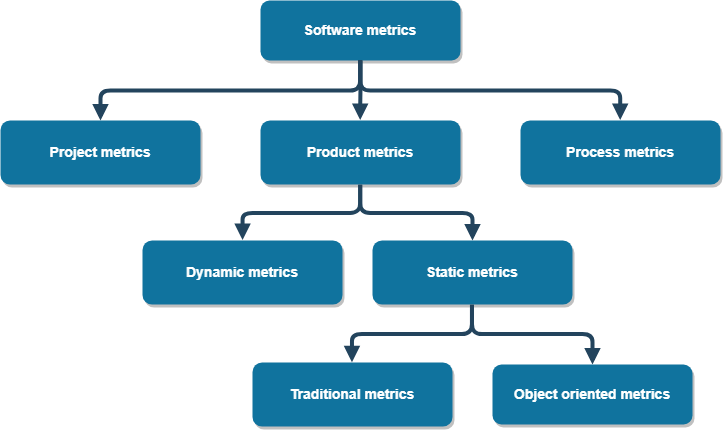 Software metrics
Project metrics
Product metrics
Process metrics
Dynamic metrics
Static metrics
Traditional metrics
Object oriented metrics